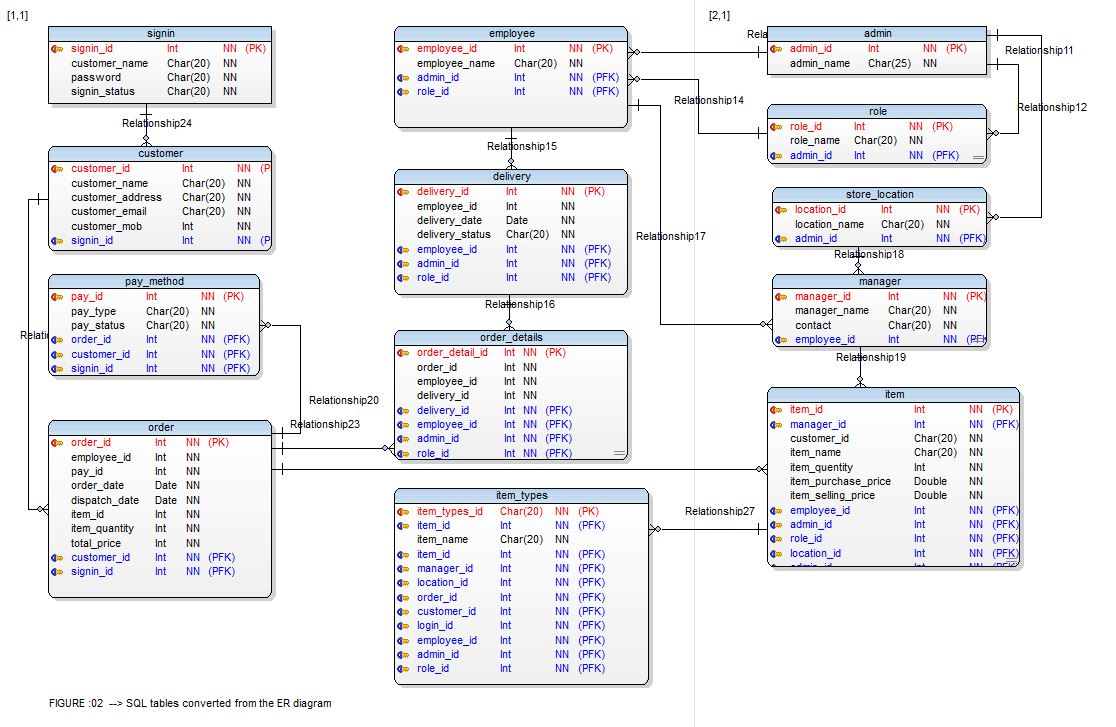 [1,1]
signin
signin_id Int NN (PK)
customer_name Char(20) NN
password Char(20) NN
signin_status Char(20) NN
Relationship24
customer
customer_id Int NN (P
customer_name Char(20) NN
customer_address Char(20) NN
customer_email Char(20) NN
customer_mob Int NN
signin_id Int NN (P
pay_method
pay_id Int NN (PK)
pay_type Char(20) NN
pay_status Char(20) NN
order_id Int NN (PFK)
customer_id Int NN (PFK)
signin_id Int NN (PFK)
Relati
Relationship20
Relationship23
order
order_id Int NN (PK)
employee_id Int NN
pay_id Int NN
order_date Date NN
dispatch_date Date NN
item_id Int NN
item_quantity Int NN
total_price Int NN
customer_id Int NN (PFK)
signin_id Int NN (PFK)
employee
employee_id Int NN (PK)
employee_name Char(20) NN
admin_id Int NN (PFK)
role_id Int NN (PFK)
Relationship15
delivery
delivery_id Int NN (PK)
employee_id Int NN
delivery_date Date NN
delivery_status Char(20) NN
employee_id Int NN (PFK)
admin_id Int NN (PFK)
role_id Int NN (PFK)
Relationship16
order_details
order_detail_id Int NN (PK)
order_id Int NN
employee_id Int NN
delivery_id Int NN
delivery_id Int NN (PFK)
employee_id Int NN (PFK)
admin_id Int NN (PFK)
role_id Int NN (PFK)
item_types
item_types_id Char(20) NN (PK)
item_id Int NN (PFK)
item_name Char(20) NN
item_id Int NN (PFK)
manager_id Int NN (PFK)
location_id Int NN (PFK)
order_id Int NN (PFK)
customer_id Int NN (PFK)
login_id Int NN (PFK)
employee_id Int NN (PFK)
admin_id Int NN (PFK)
role_id Int NN (PFK)
Rela
Relationship14
Relationship17
Relationship27
[2,1]
admin
admin_id Int NN (PK)
admin_name Char(25) NN
Relationship11
Relationship12
role
role_id Int NN (PK)
role_name Char(20) NN
admin_id Int NN (PFK)
store_location
location_id Int NN (PK)
location_name Char(20) NN
admin_id Int NN (PFK)
Relationship18
manager
manager_id Int NN (PK)
manager_name Char(20) NN
contact Char(20) NN
employee_id Int NN (PFK)
Relationship19
item
item_id Int NN (PK)
manager_id Int NN (PFK)
customer_id Char(20) NN
item_name Char(20) NN
item_quantity Int NN
item_purchase_price Double NN
item_selling_price Double NN
employee_id Int NN (PFK)
admin_id Int NN (PFK)
role_id Int NN (PFK)
location_id Int NN (PFK)
FIGURE :02 --> SQL tables converted from the ER diagram